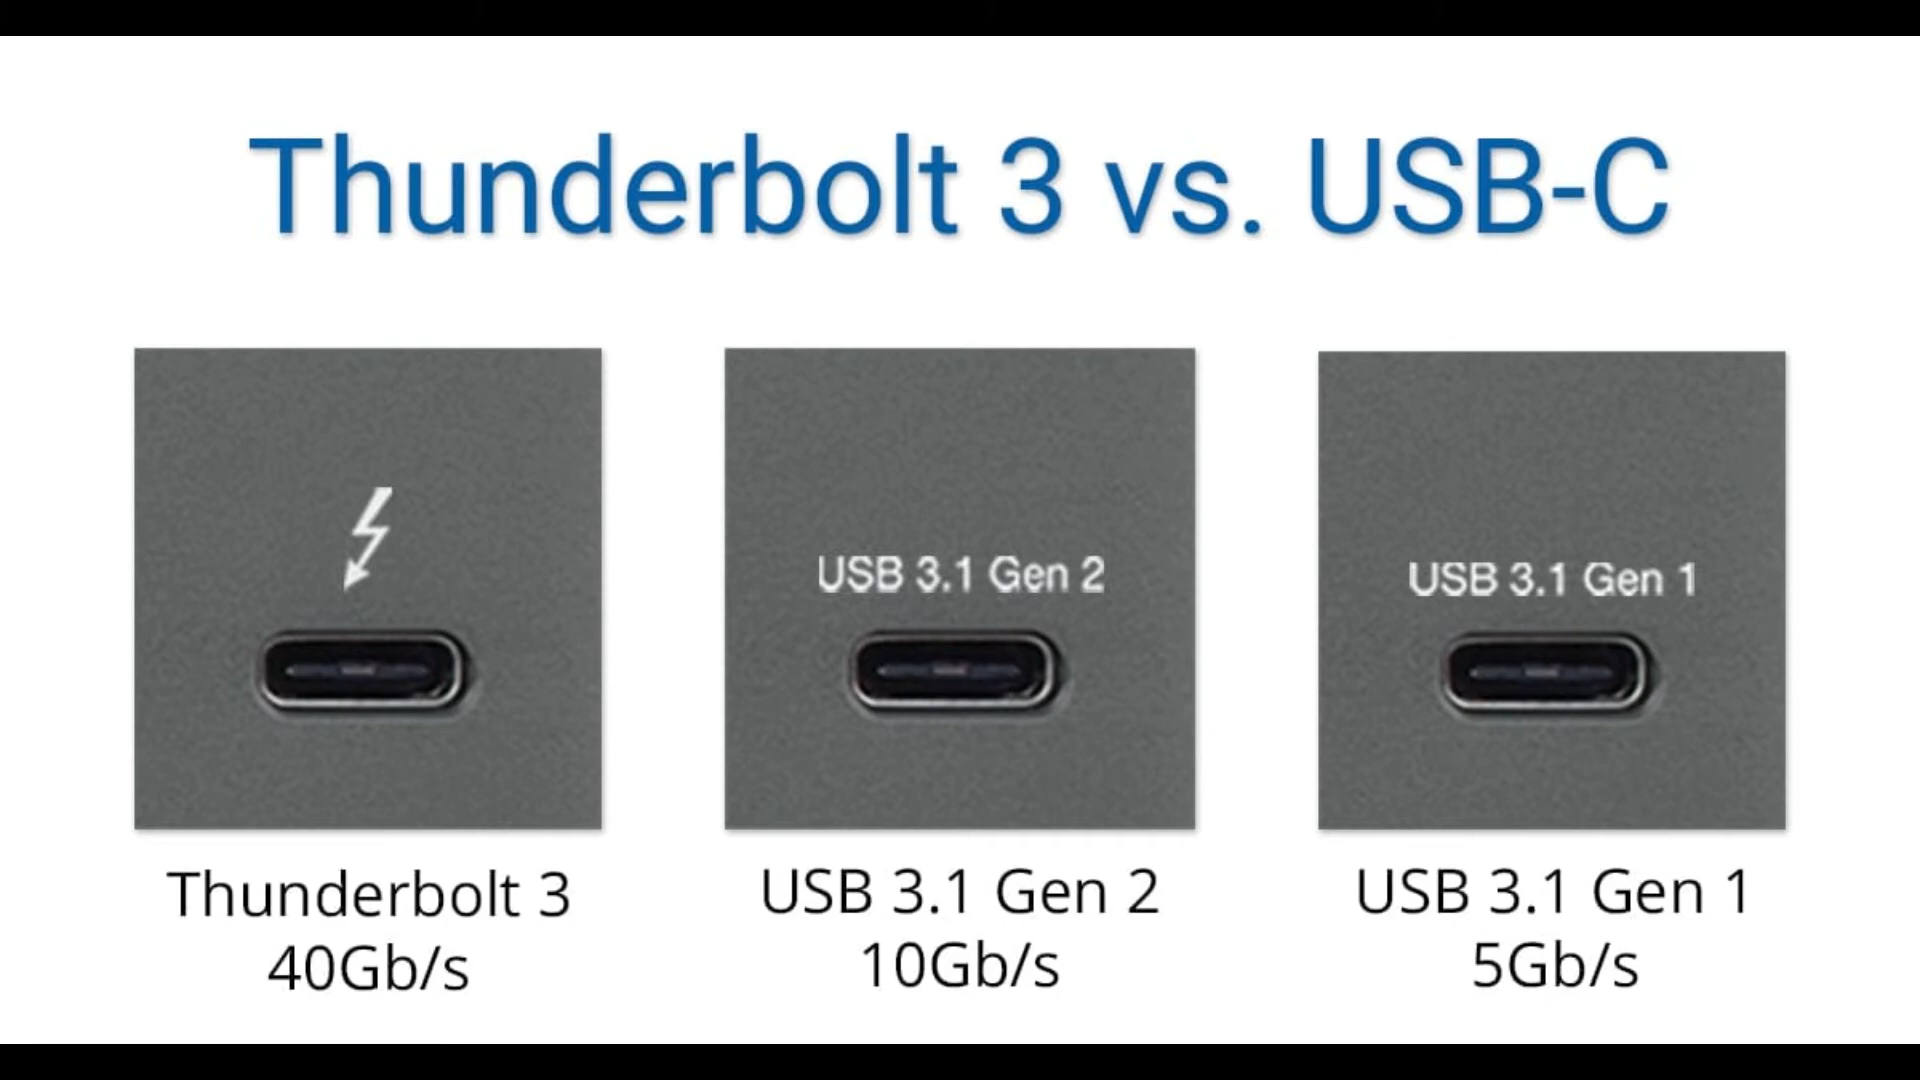 Thunderbolt 3 vs. USB-C
USB 3.1 Gen 2
USB 3.1 Gen 1
Thunderbolt 3
40Gb/s
USB 3.1 Gen 2
10Gb/s
USB 3.1 Gen 1
5Gb/s